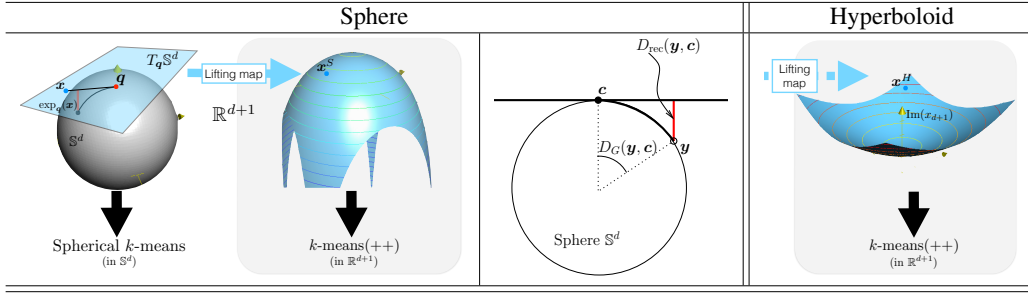 Sphere
Hyperboloid
T_q 𝕊^d
x
q
exp_q(x)
𝕊^d
Lifting map
x^S
ℝ^{d+1}
Spherical k-means
(in 𝕊^d)
k-means(++)
(in ℝ^{d+1})
D_rec(y, c)
c
D_G(y, c)
y
Sphere 𝕊^d
Lifting
map
x^H
Im(x_{d+1})
k-means(++)
(in ℝ^{d+1})